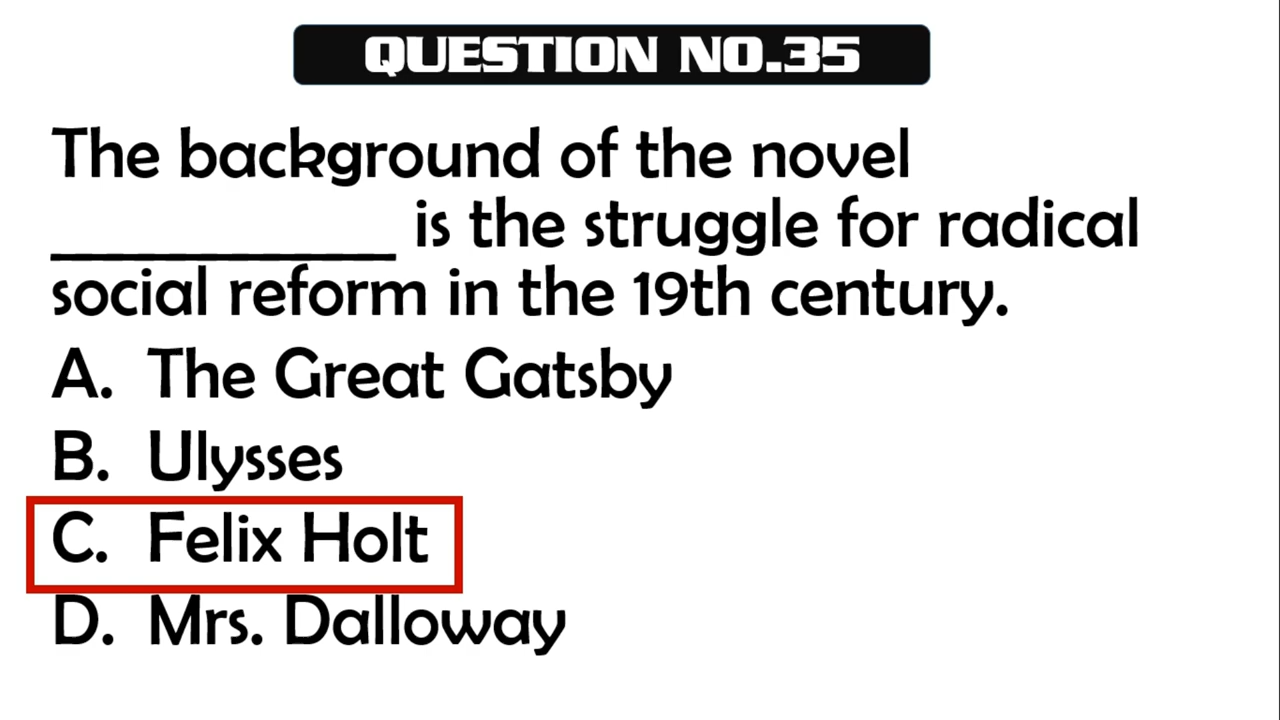 QUESTION NO.35
The background of the novel
____________ is the struggle for radical
social reform in the 19th century.
A. The Great Gatsby
B. Ulysses
C. Felix Holt
D. Mrs. Dalloway